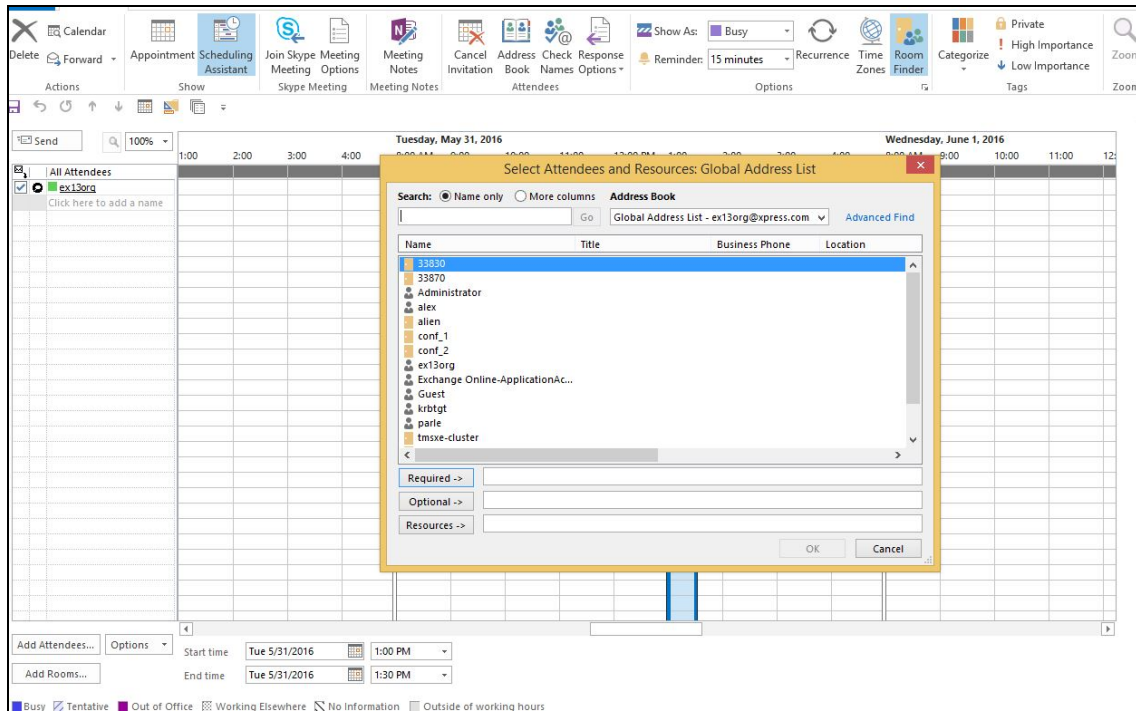 Delete
Calendar
Forward
Actions
Appointment
Scheduling
Assistant
Show
Join Skype
Meeting
Meeting
Options
Skype Meeting
Meeting
Notes
Meeting Notes
Cancel
Invitation
Address
Book
Check
Names
Response
Options
Attendees
Show As:
Busy
Reminder:
15 minutes
Recurrence
Time
Zones
Room
Finder
Options
Categorize
Private
High Importance
Low Importance
Tags
Zoom
Zoom
Send
100%
Tuesday, May 31, 2016
Wednesday, June 1, 2016
1:00 2:00 3:00 4:00
9:00 10:00 11:00 12:
All Attendees
ex13org
Click here to add a name
Select Attendees and Resources: Global Address List
Search: Name only More columns Address Book
Go
Global Address List - ex13org@xpress.com
Advanced Find
Name Title Business Phone Location
33830
33870
Administrator
alex
alien
conf_1
conf_2
ex13org
Exchange Online-ApplicationAc...
Guest
krbtgt
parle
tmsxe-cluster
Required ->
Optional ->
Resources ->
OK Cancel
Add Attendees... Options
Start time Tue 5/31/2016 1:00 PM
Add Rooms...
End time Tue 5/31/2016 1:30 PM
Busy Tentative Out of Office Working Elsewhere No Information Outside of working hours